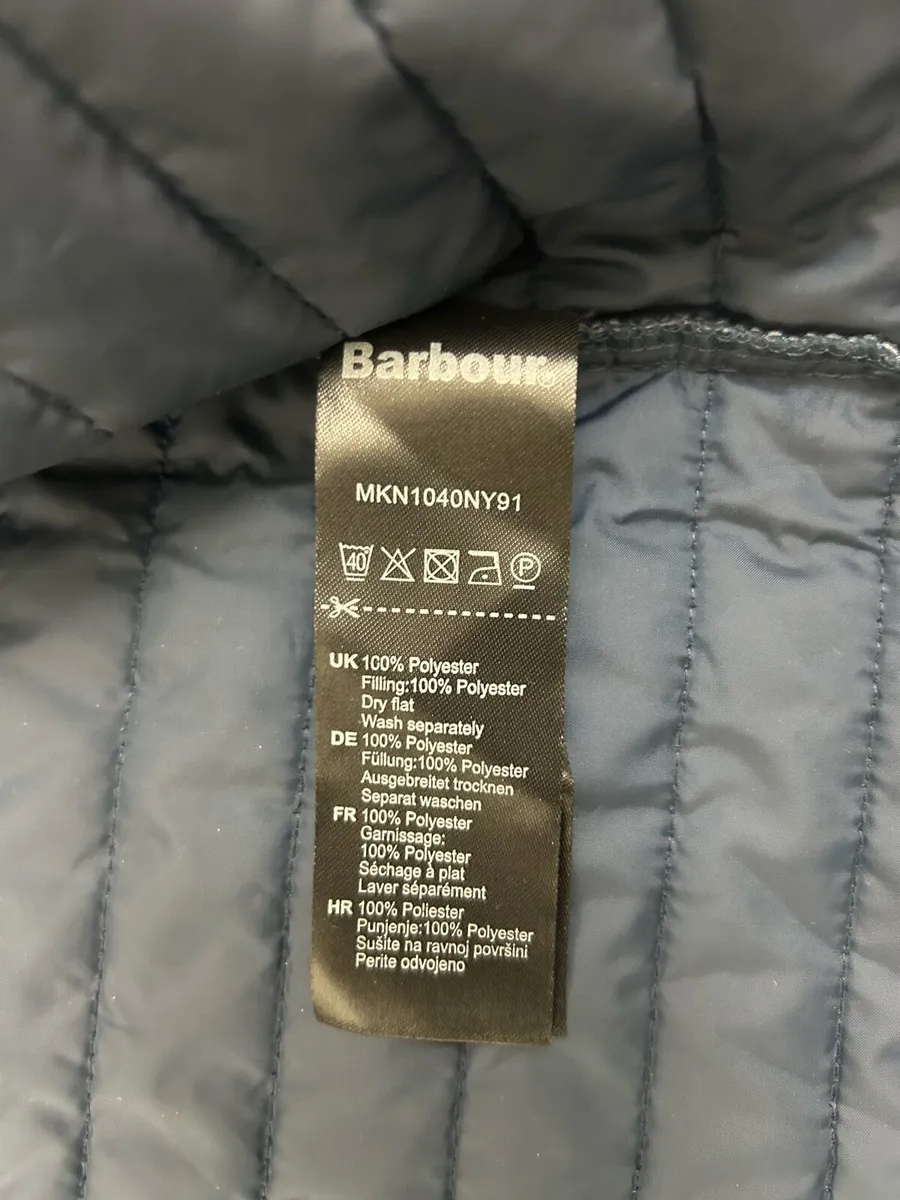 Barbour®
MKN1040NY91
40 P
UK 100% Polyester
Filling:100% Polyester
Dry flat
Wash separately
DE 100% Polyester
Füllung:100% Polyester
Ausgebreitet trocknen
Separat waschen
FR 100% Polyester
Garnissage:
100% Polyester
Séchage à plat
Laver séparément
HR 100% Poliester
Punjenje:100% Polyester
Sušite na ravnoj površini
Perite odvojeno